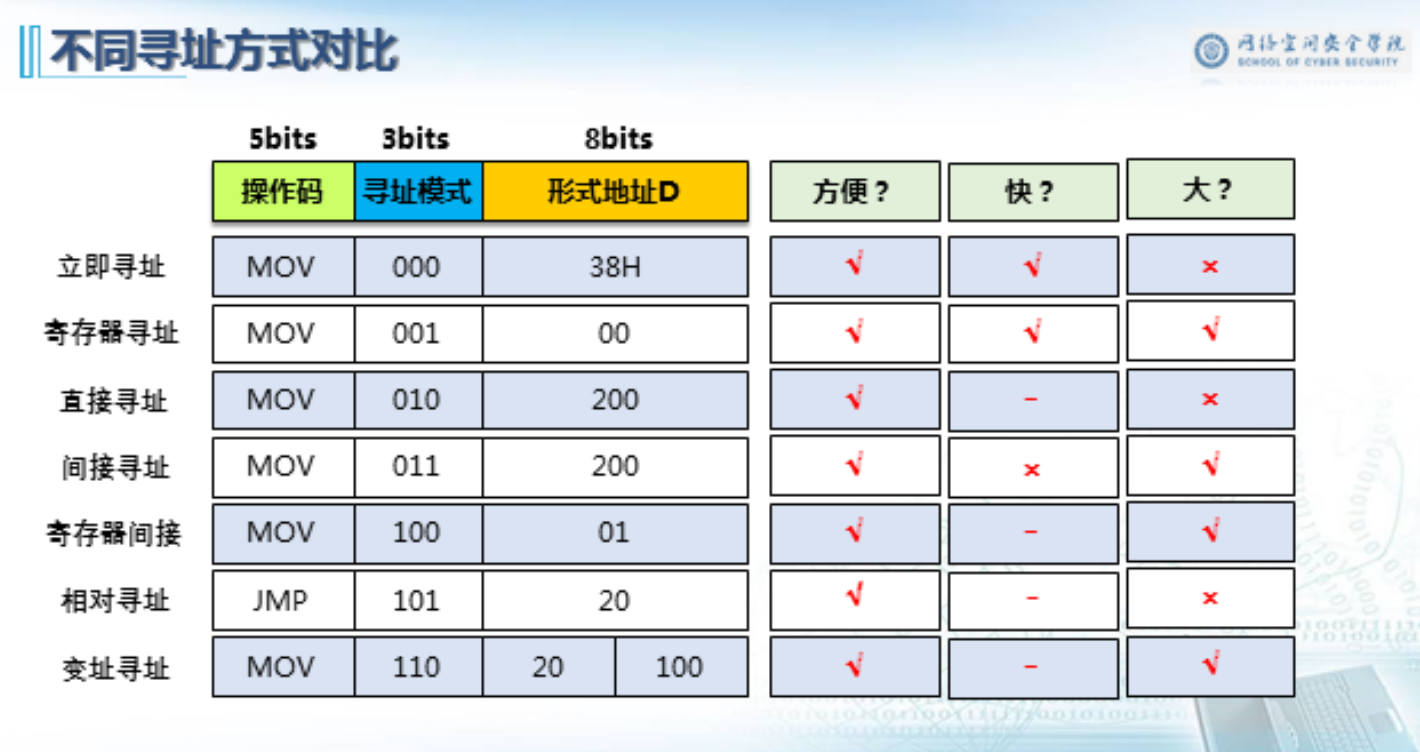 不同寻址方式对比
网络空间安全学院
SCHOOL OF CYBER SECURITY
5bits 3bits 8bits
操作码 寻址模式 形式地址D 方便？ 快？ 大？
立即寻址 MOV 000 38H √ √ ×
寄存器寻址 MOV 001 00 √ √ √
直接寻址 MOV 010 200 √ - ×
间接寻址 MOV 011 200 √ × √
寄存器间接 MOV 100 01 √ - √
相对寻址 JMP 101 20 √ - ×
变址寻址 MOV 110 20 100 √ - √